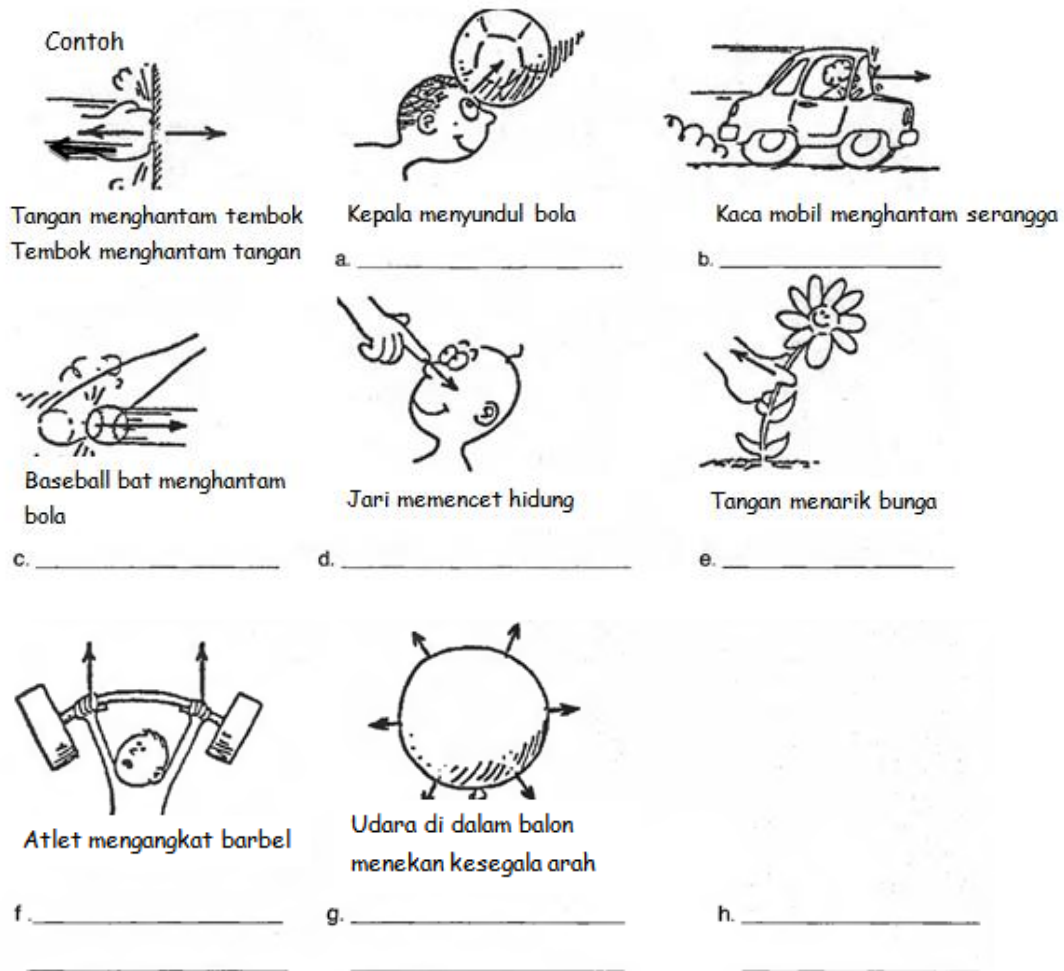 Contoh
Tangan menghantam tembok
Tembok menghantam tangan
Kepala menyundul bola
a.
Kaca mobil menghantam serangga
b.
Baseball bat menghantam
bola
c.
Jari memencet hidung
d.
Tangan menarik bunga
e.
Atlet mengangkat barbel
f.
Udara di dalam balon
menekan kesegala arah
g.
h.